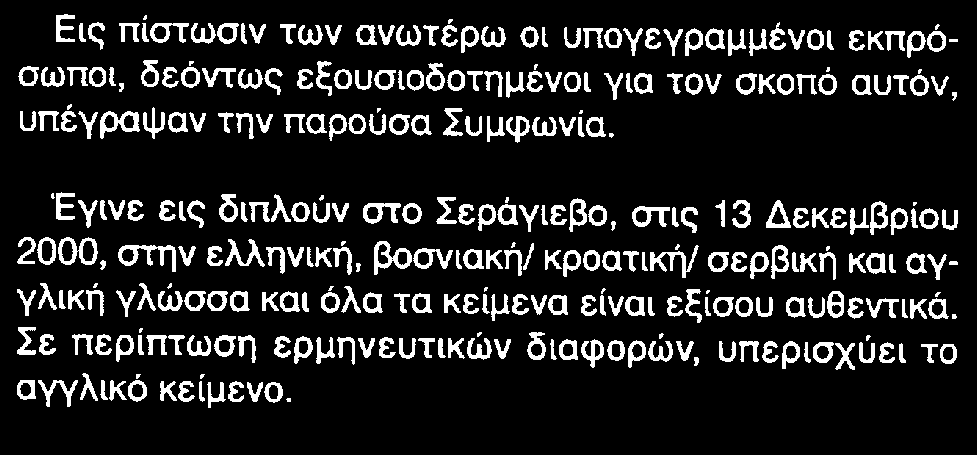 Εις πίστωσιν των ανωτέρω οι υπογεγραμμένοι εκπρό-
σωποι, δεόντως εξουσιοδοτημένοι για τον σκοπό αυτόν,
υπέγραψαν την παρούσα Συμφωνία.
Έγινε εις διπλούν στο Σεράγιεβο, στις 13 Δεκεμβρίου
2000, στην ελληνική, βοσνιακή/ κροατική/ σερβική και αγ-
γλική γλώσσα και όλα τα κείμενα είναι εξίσου αυθεντικά.
Σε περίπτωση ερμηνευτικών διαφορών, υπερισχύει το
αγγλικό κείμενο.